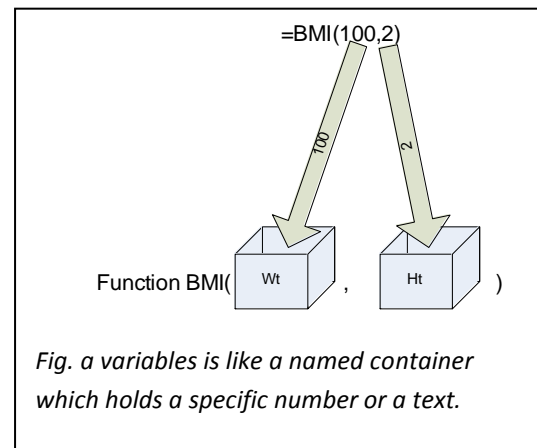 =BMI(100,2)
100
2
Function BMI( Wt , Ht )
Fig. a variables is like a named container
which holds a specific number or a text.